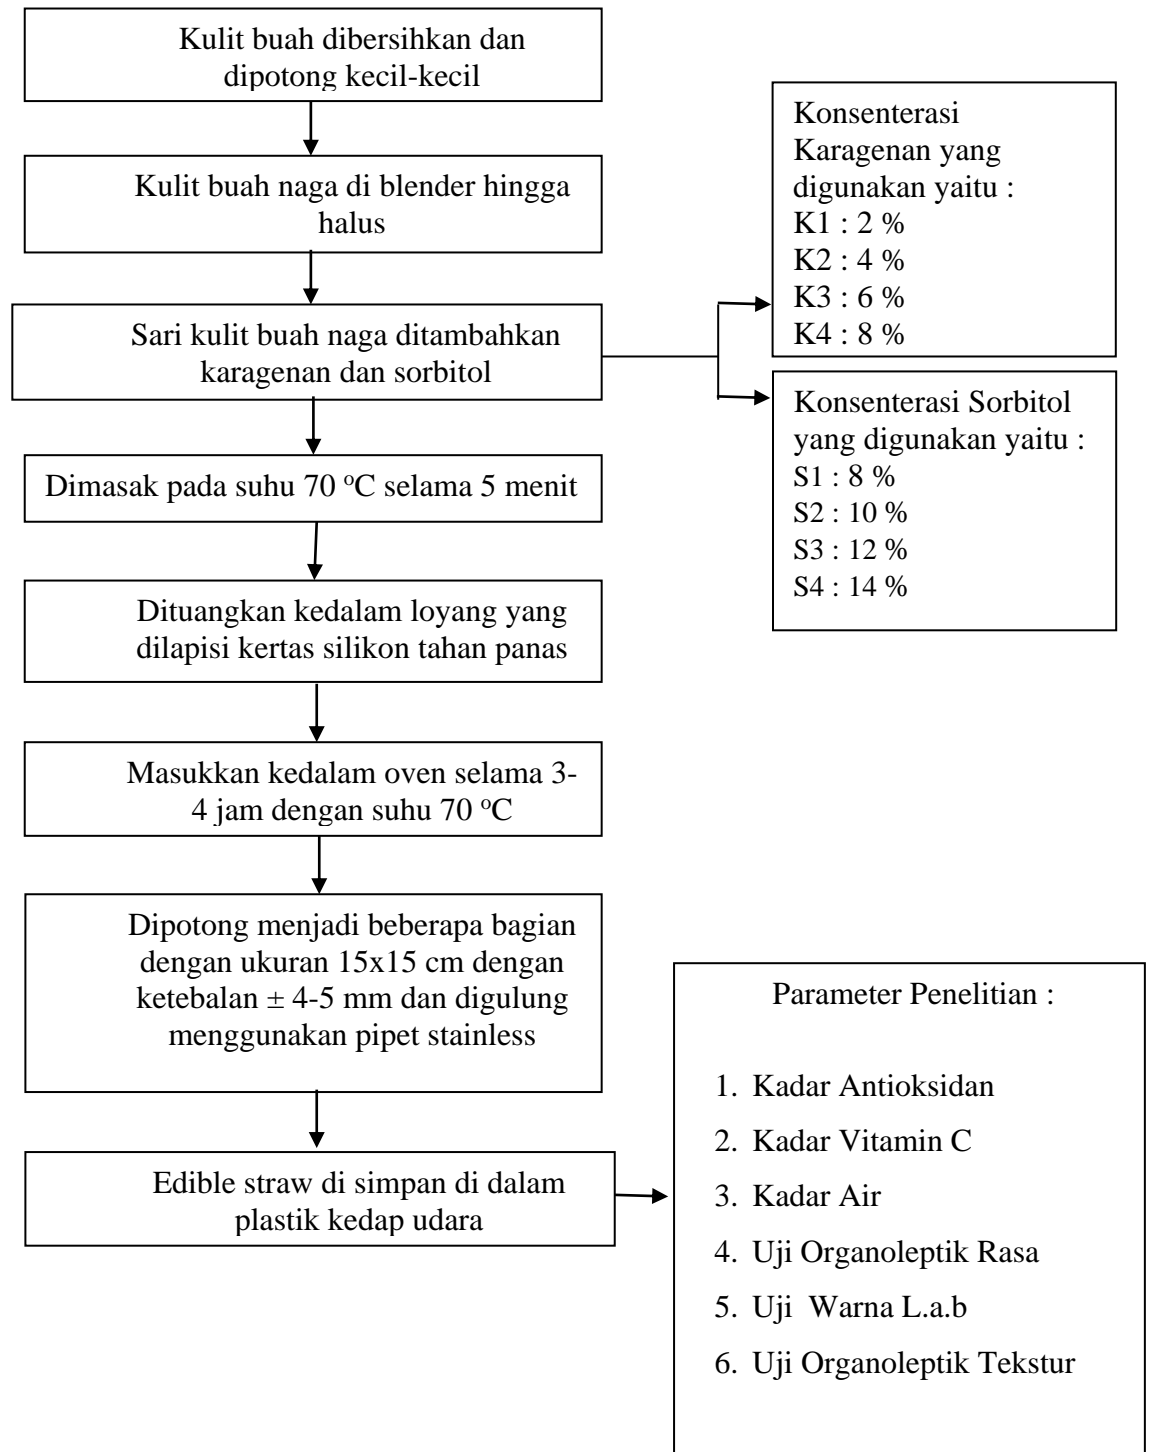 Kulit buah dibersihkan dan
dipotong kecil-kecil
Kulit buah naga di blender hingga
halus
Sari kulit buah naga ditambahkan
karagenan dan sorbitol
Konsenterasi
Karagenan yang
digunakan yaitu :
K1 : 2 %
K2 : 4 %
K3 : 6 %
K4 : 8 %
Konsenterasi Sorbitol
yang digunakan yaitu :
S1 : 8 %
S2 : 10 %
S3 : 12 %
S4 : 14 %
Dimasak pada suhu 70 °C selama 5 menit
Dituangkan kedalam loyang yang
dilapisi kertas silikon tahan panas
Masukkan kedalam oven selama 3-
4 jam dengan suhu 70 °C
Dipotong menjadi beberapa bagian
dengan ukuran 15x15 cm dengan
ketebalan ± 4-5 mm dan digulung
menggunakan pipet stainless
Edible straw di simpan di dalam
plastik kedap udara
Parameter Penelitian :
1. Kadar Antioksidan
2. Kadar Vitamin C
3. Kadar Air
4. Uji Organoleptik Rasa
5. Uji Warna L.a.b
6. Uji Organoleptik Tekstur